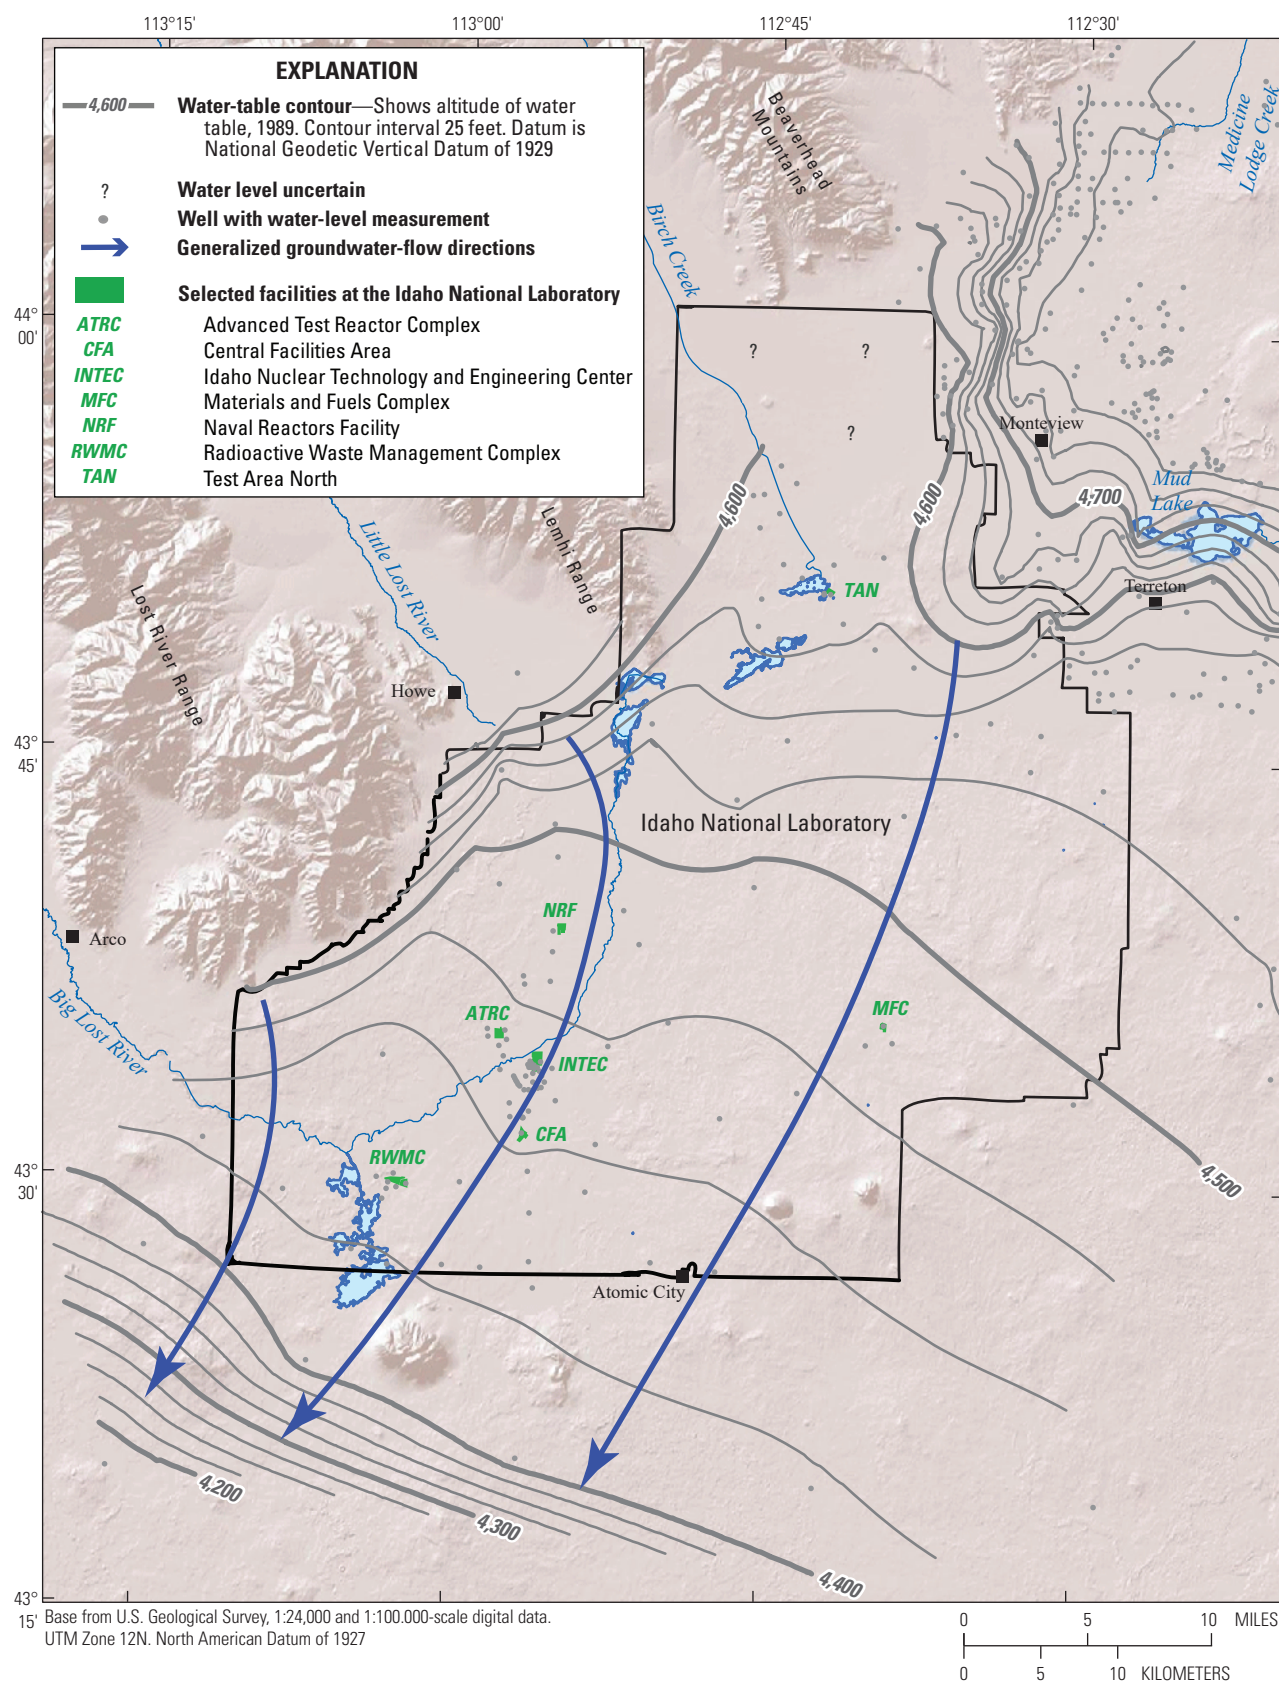 113°15' 113°00' 112°45' 112°30'
EXPLANATION
4,600 Water-table contour—Shows altitude of water
table, 1989. Contour interval 25 feet. Datum is
National Geodetic Vertical Datum of 1929
? Water level uncertain
Well with water-level measurement
Generalized groundwater-flow directions
Selected facilities at the Idaho National Laboratory
ATRC Advanced Test Reactor Complex
CFA Central Facilities Area
INTEC Idaho Nuclear Technology and Engineering Center
MFC Materials and Fuels Complex
NRF Naval Reactors Facility
RWMC Radioactive Waste Management Complex
TAN Test Area North
Beaverhead
Mountains
Medicine
Lodge Creek
Birch Creek
44°
00'
? ?
?
Monteview
4,600
4,600
4,700
Mud
Lake
Little Lost River
Lemhi Range
Lost River Range
TAN
Terreton
Howe
43°
45'
Idaho National Laboratory
NRF
Arco
Big Lost River
ATRC
MFC
INTEC
CFA
RWMC
43°
30'
4,500
Atomic City
4,200
4,300
4,400
43°
15'
Base from U.S. Geological Survey, 1:24,000 and 1:100.000-scale digital data.
UTM Zone 12N. North American Datum of 1927
0 5 10 MILES
0 5 10 KILOMETERS